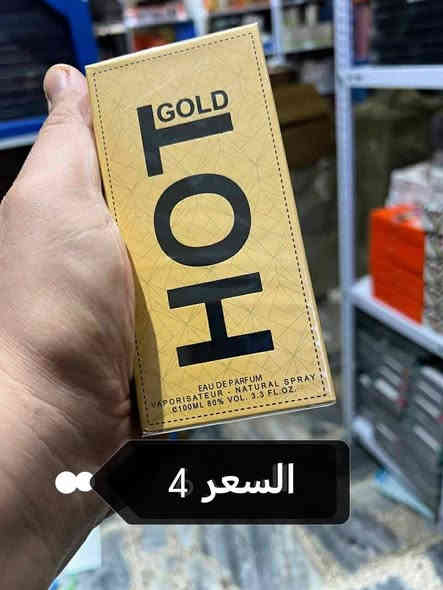 GOLD
HOT
EAU DE PARFUM
VAPORISATEUR - NATURAL SPRAY
℮100ML 80% VOL. 3.3 FL.OZ.
السعر 4